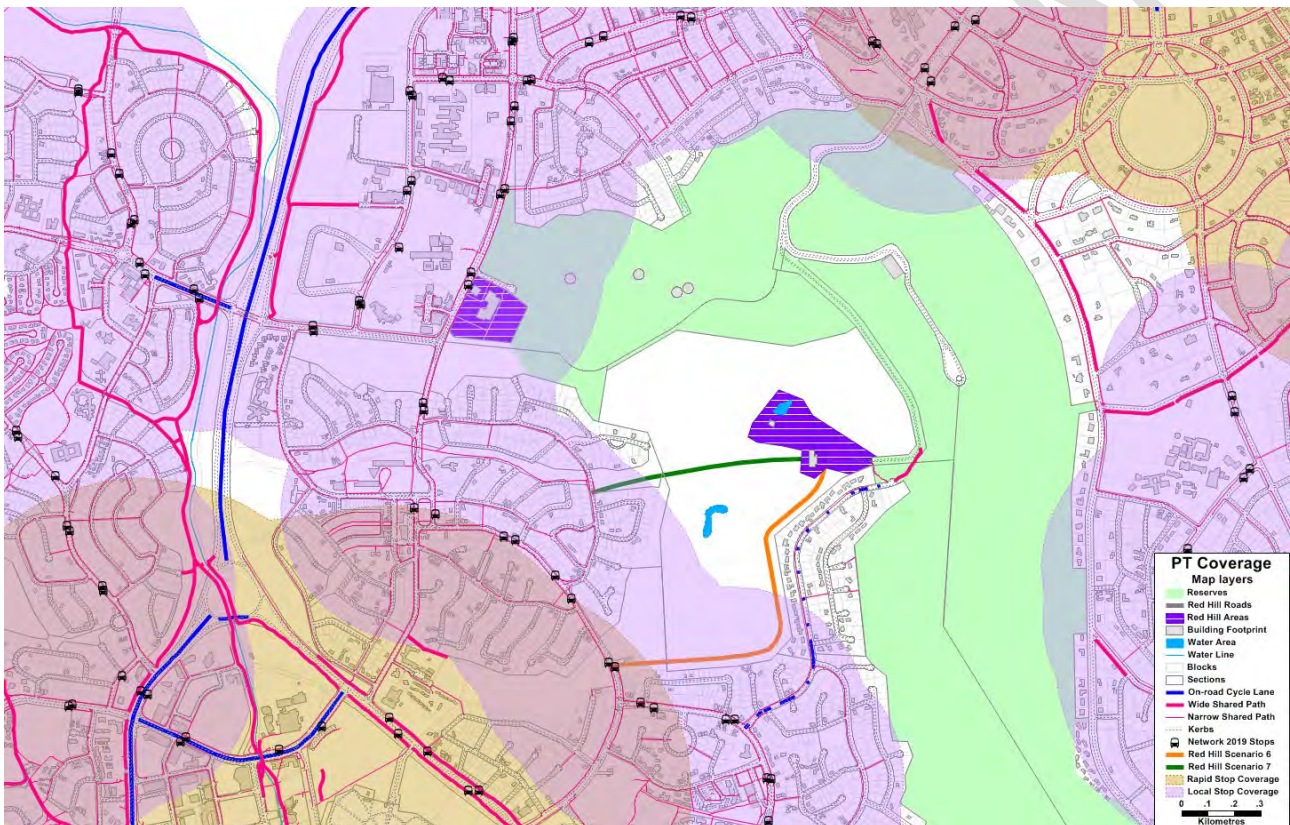 PT Coverage
Map layers
Reserves
Red Hill Roads
Red Hill Areas
Building Footprint
Water Area
Water Line
Blocks
Sections
On-road Cycle Lane
Wide Shared Path
Narrow Shared Path
Kerbs
Network 2019 Stops
Red Hill Scenario 6
Red Hill Scenario 7
Rapid Stop Coverage
Local Stop Coverage
0 .1 .2 .3
Kilometres